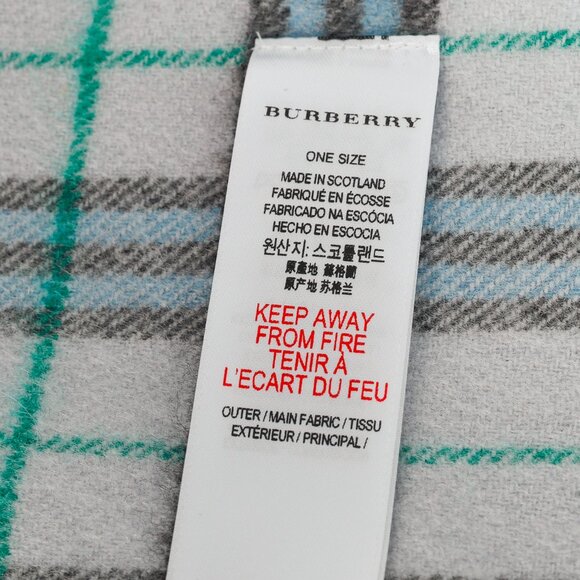 BURBERRY
ONE SIZE
MADE IN SCOTLAND
FABRIQUÉ EN ÉCOSSE
FABRICADO NA ESCÓCIA
HECHO EN ESCOCIA
원산지: 스코틀랜드
原產地 蘇格蘭
原产地 苏格兰
KEEP AWAY
FROM FIRE
TENIR À
L'ECART DU FEU
OUTER / MAIN FABRIC / TISSU
EXTÉRIEUR / PRINCIPAL /